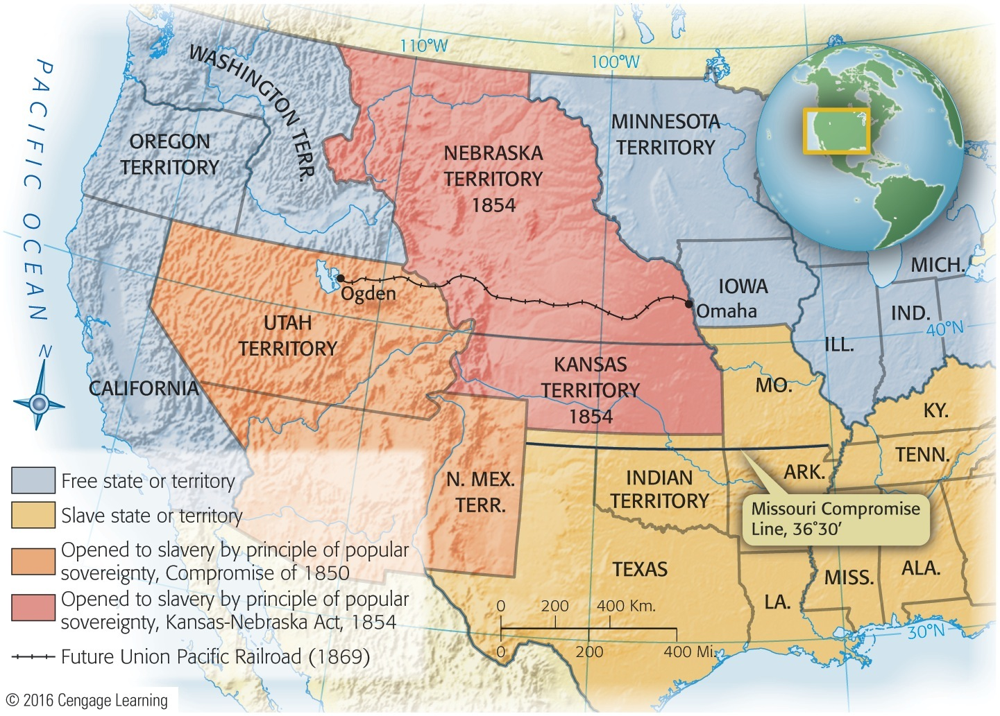 110°W
100°W
PACIFIC OCEAN
WASHINGTON TERR.
OREGON
TERRITORY
NEBRASKA
TERRITORY
1854
MINNESOTA
TERRITORY
MICH.
IOWA
Ogden
Omaha
IND.
40°N
UTAH
TERRITORY
ILL.
N
KANSAS
TERRITORY
1854
CALIFORNIA
MO.
KY.
TENN.
N. MEX.
TERR.
INDIAN
TERRITORY
ARK.
Missouri Compromise
Line, 36°30′
TEXAS
MISS.
ALA.
LA.
30°N
0 200 400 Km.
0 200 400 Mi.
Free state or territory
Slave state or territory
Opened to slavery by principle of popular
sovereignty, Compromise of 1850
Opened to slavery by principle of popular
sovereignty, Kansas-Nebraska Act, 1854
Future Union Pacific Railroad (1869)
© 2016 Cengage Learning